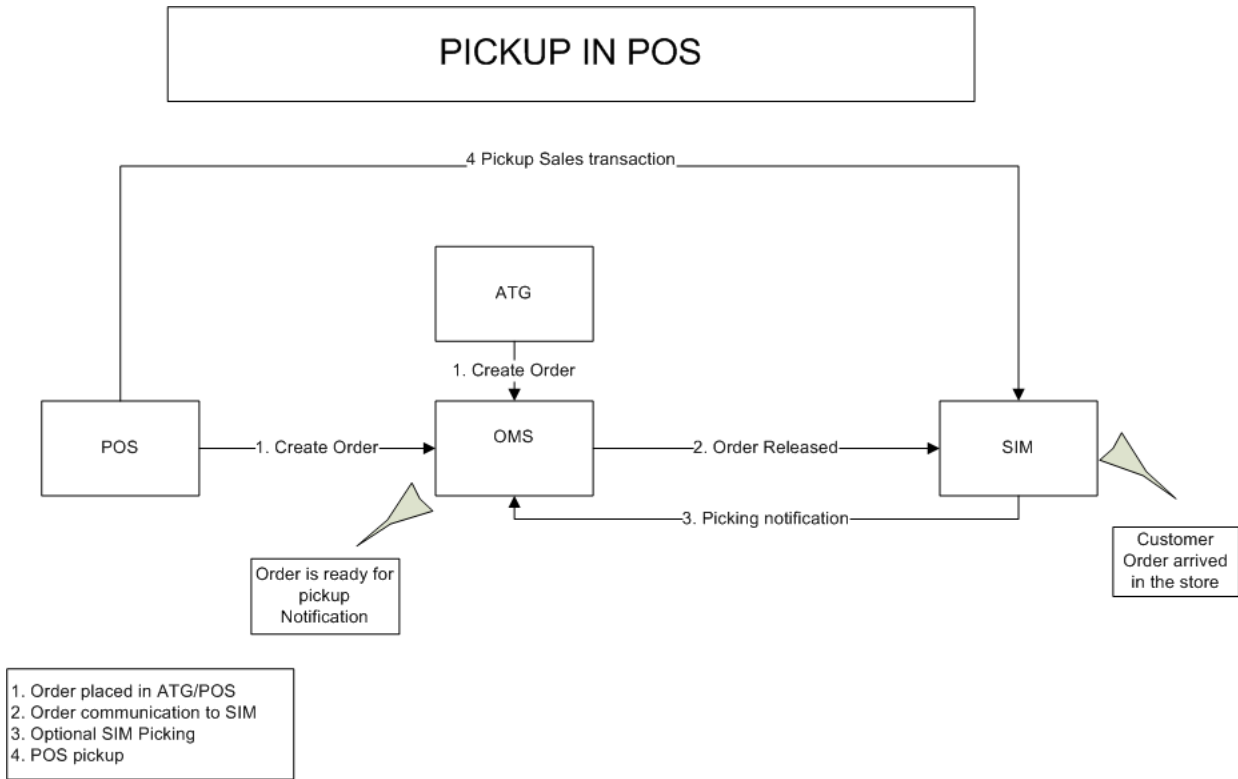 PICKUP IN POS
4 Pickup Sales transaction
ATG
1. Create Order
POS
1. Create Order
OMS
2. Order Released
SIM
3. Picking notification
Order is ready for
pickup
Notification
Customer
Order arrived
in the store
1. Order placed in ATG/POS
2. Order communication to SIM
3. Optional SIM Picking
4. POS pickup